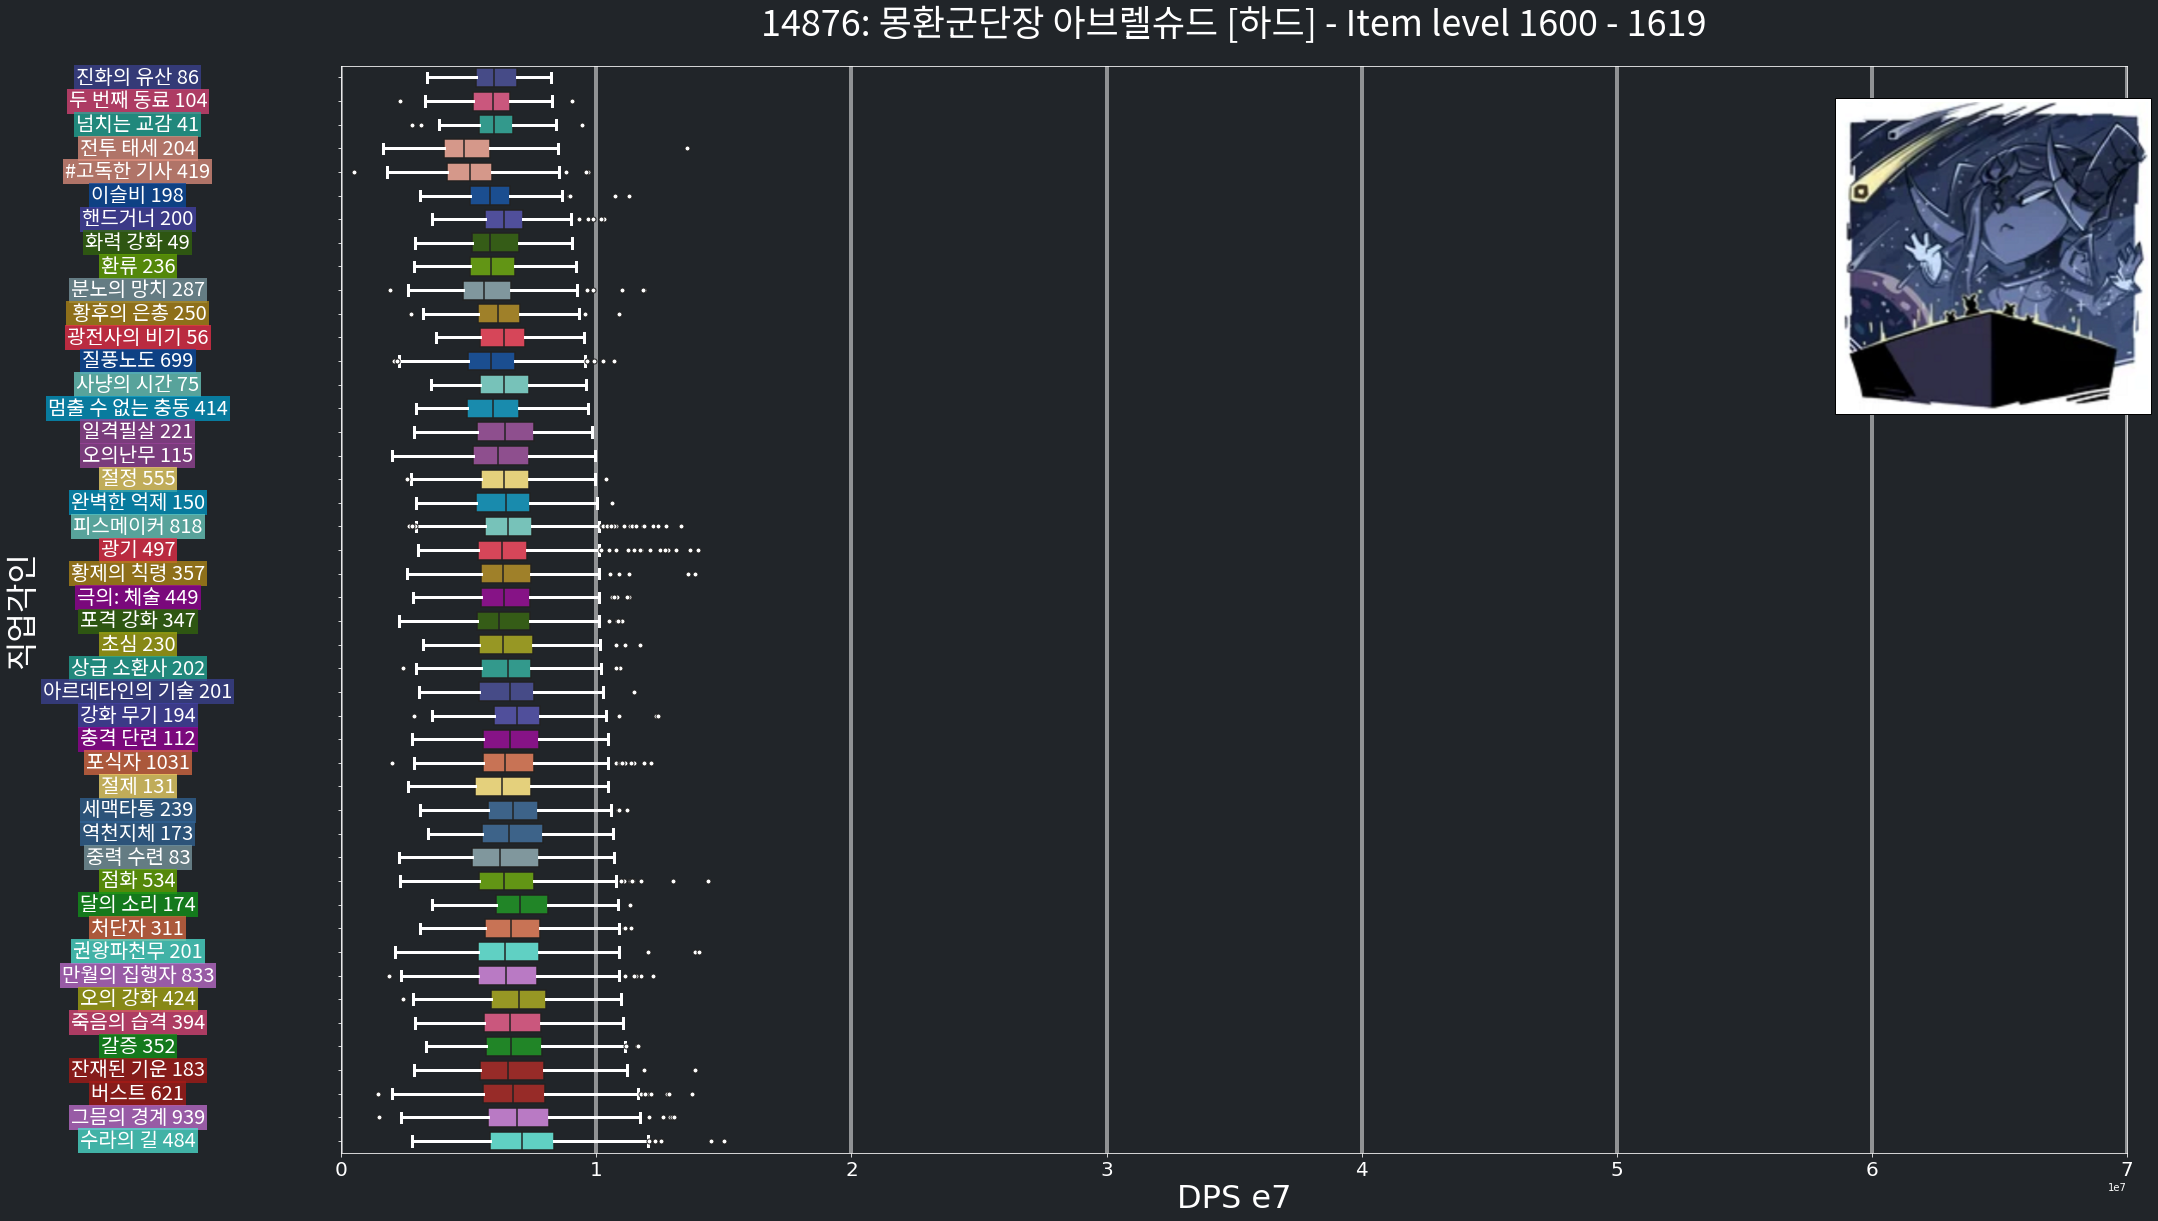 14876: 몽환군단장 아브렐슈드 [하드] - Item level 1600 - 1619
직업각인
진화의 유산 86
두 번째 동료 104
넘치는 교감 41
전투 태세 204
#고독한 기사 419
이슬비 198
핸드거너 200
화력 강화 49
환류 236
분노의 망치 287
황후의 은총 250
광전사의 비기 56
질풍노도 699
사냥의 시간 75
멈출 수 없는 충동 414
일격필살 221
오의난무 115
절정 555
완벽한 억제 150
피스메이커 818
광기 497
황제의 칙령 357
극의: 체술 449
포격 강화 347
초심 230
상급 소환사 202
아르데타인의 기술 201
강화 무기 194
충격 단련 112
포식자 1031
절제 131
세맥타통 239
역천지체 173
중력 수련 83
점화 534
달의 소리 174
처단자 311
권왕파천무 201
만월의 집행자 833
오의 강화 424
죽음의 습격 394
갈증 352
잔재된 기운 183
버스트 621
그믐의 경계 939
수라의 길 484
0 1 2 3 4 5 6 7
1e7
DPS e7